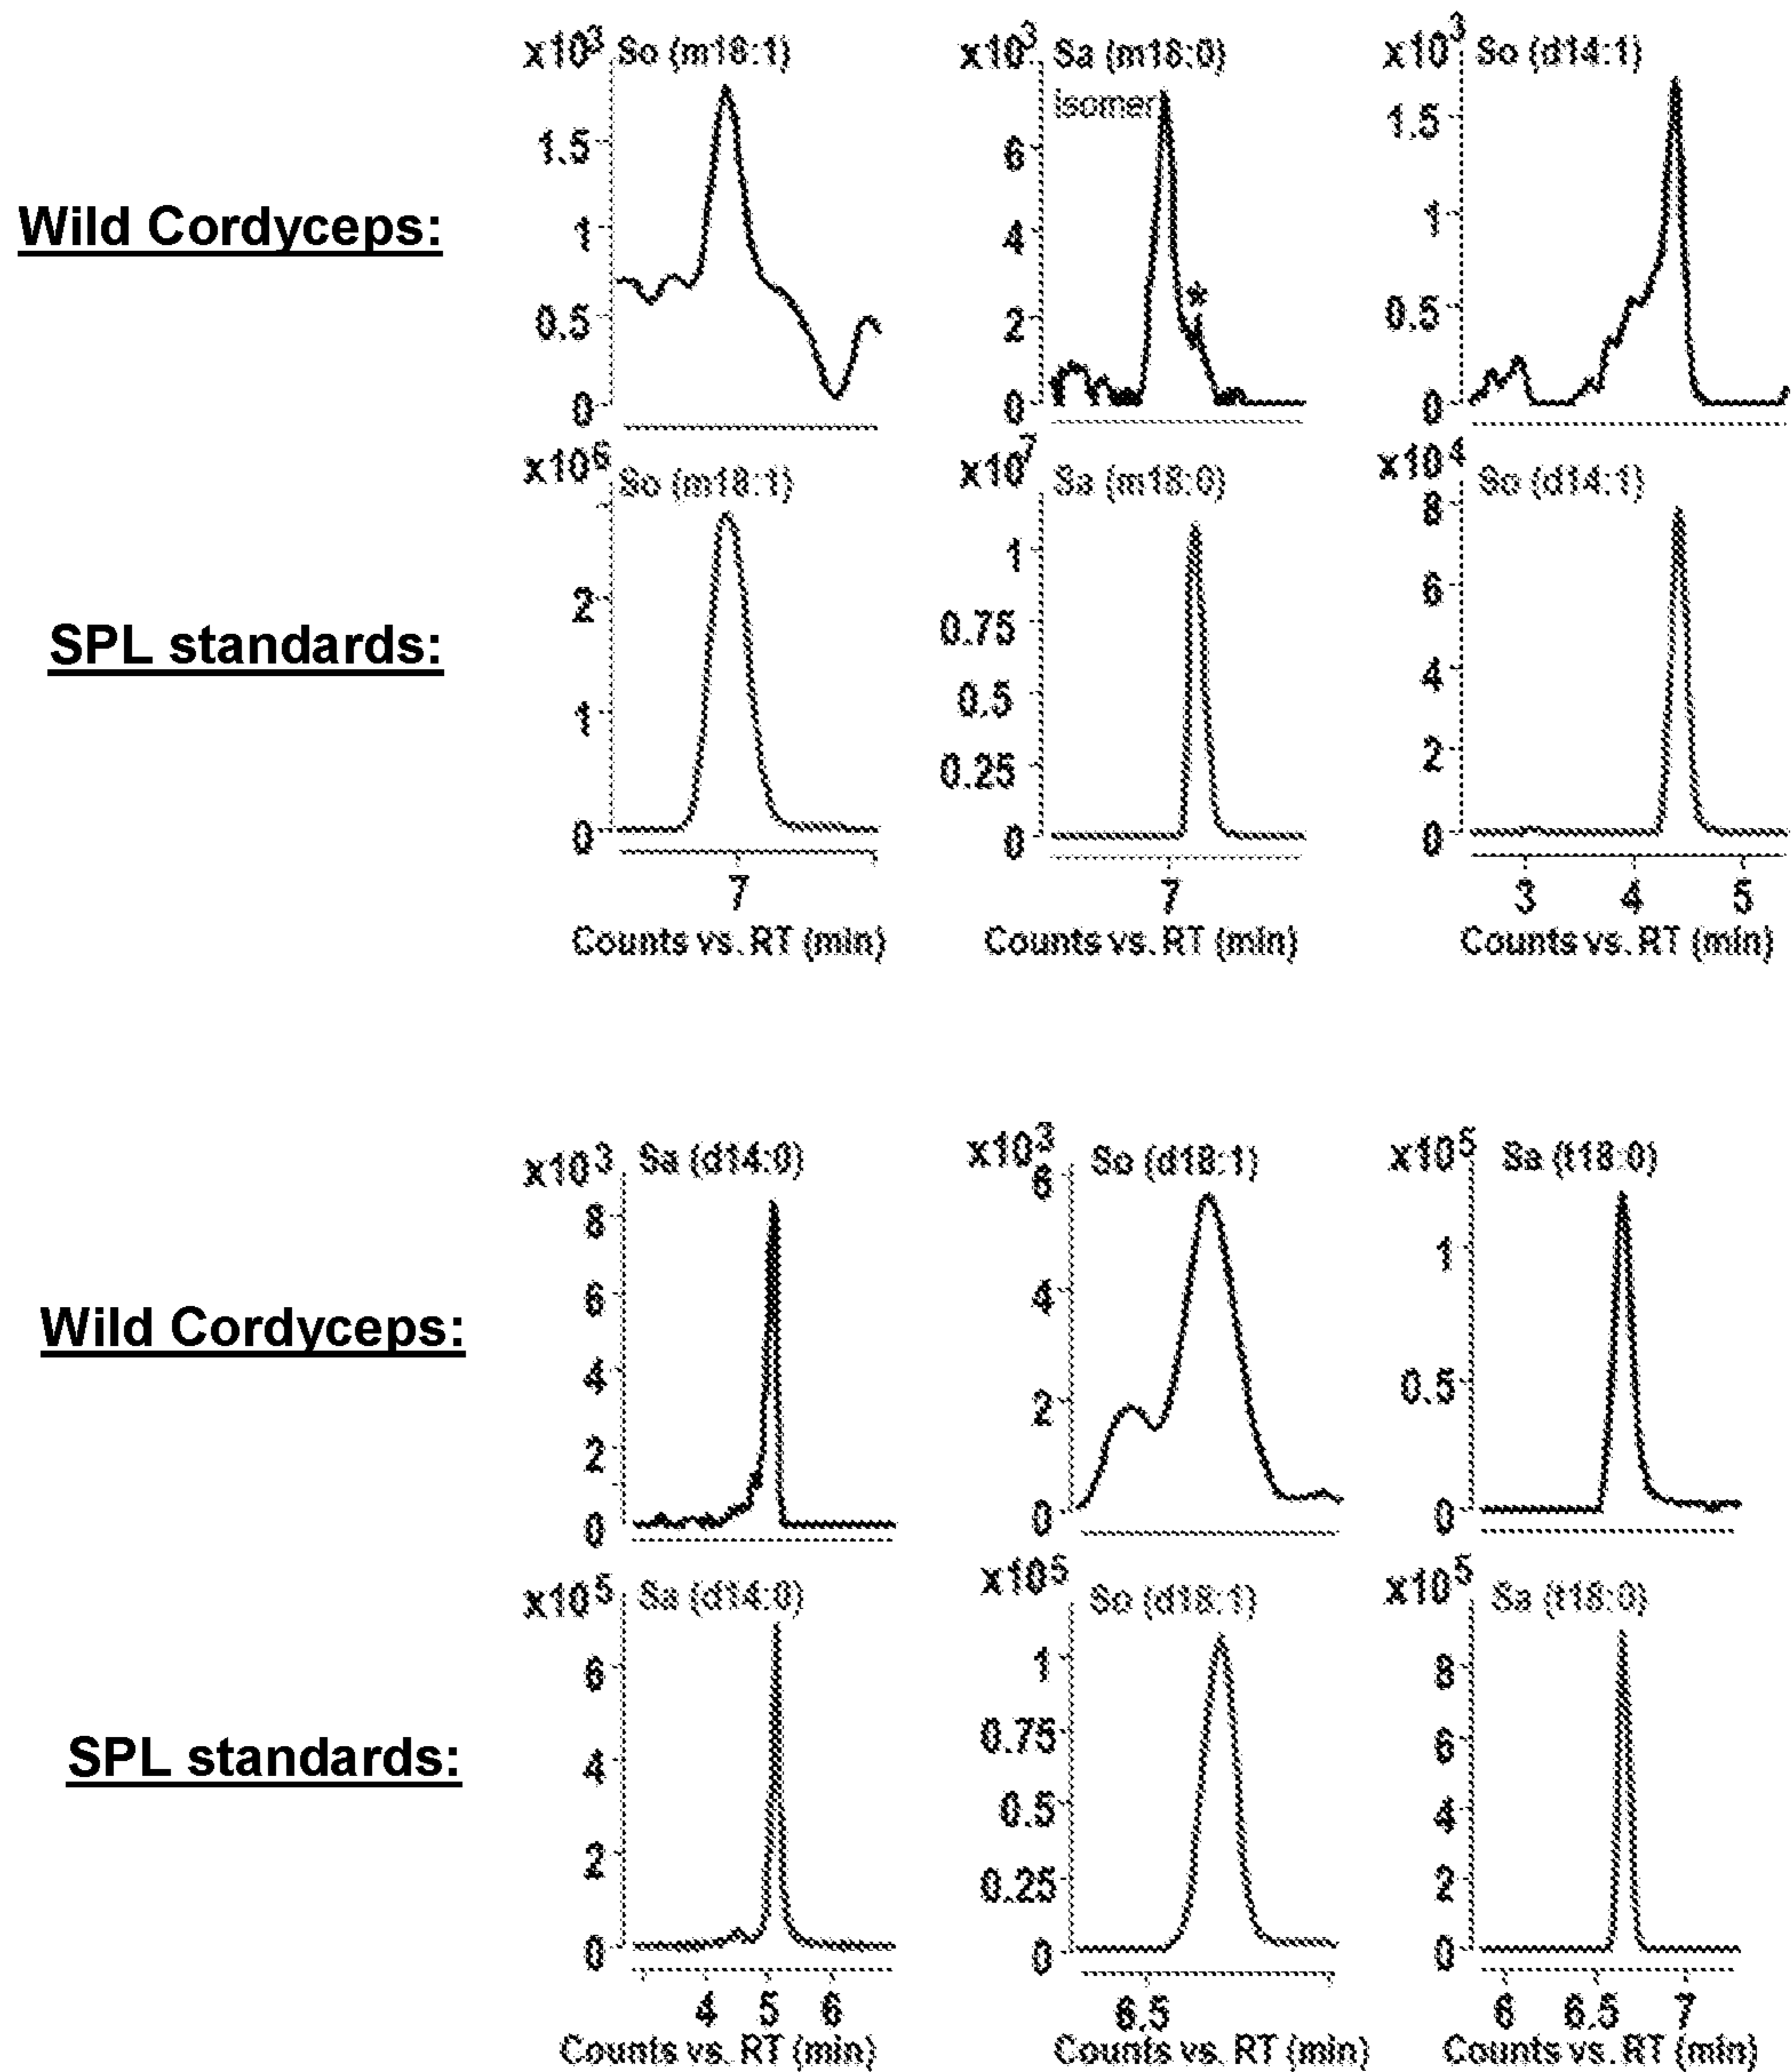 x10³ So (m18:1)
x10³ Sa (m18:0)
x10³ So (d14:1)
Isomer
1.5
1
0.5
0
6
4
2
0
*
1.5
1
0.5
0
Wild Cordyceps:
x10⁶ So (m18:1)
x10⁷ Sa (m18:0)
x10⁴ So (d14:1)
2
1
0
1
0.75
0.5
0.25
0
8
6
4
2
0
SPL standards:
7
7
3 4 5
Counts vs. RT (min)
Counts vs. RT (min)
Counts vs. RT (min)
x10³ Sa (d14:0)
x10³ So (d18:1)
x10⁵ Sa (t18:0)
8
6
4
2
0
6
4
2
0
1
0.5
0
Wild Cordyceps:
x10⁵ Sa (d14:0)
x10⁵ So (d18:1)
x10⁵ Sa (t18:0)
6
4
2
0
1
0.75
0.5
0.25
0
8
6
4
2
0
SPL standards:
4 5 6
6.5
6 6.5 7
Counts vs. RT (min)
Counts vs. RT (min)
Counts vs. RT (min)